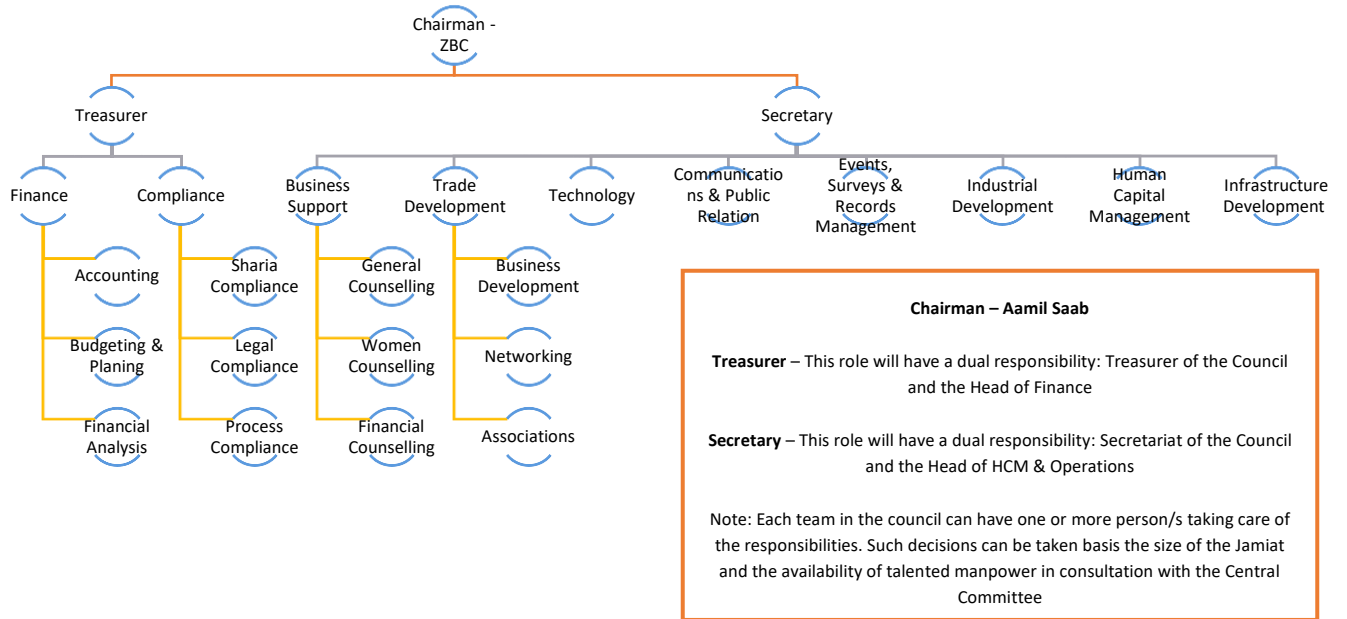 Chairman -
ZBC
Treasurer
Secretary
Finance
Compliance
Business
Support
Trade
Development
Technology
Communicatio
ns & Public
Relation
Events,
Surveys &
Records
Management
Industrial
Development
Human
Capital
Management
Infrastructure
Development
Accounting
Sharia
Compliance
General
Counselling
Business
Development
Budgeting &
Planing
Legal
Compliance
Women
Counselling
Networking
Financial
Analysis
Process
Compliance
Financial
Counselling
Associations
Chairman – Aamil Saab
Treasurer – This role will have a dual responsibility: Treasurer of the Council
and the Head of Finance
Secretary – This role will have a dual responsibility: Secretariat of the Council
and the Head of HCM & Operations
Note: Each team in the council can have one or more person/s taking care of
the responsibilities. Such decisions can be taken basis the size of the Jamiat
and the availability of talented manpower in consultation with the Central
Committee